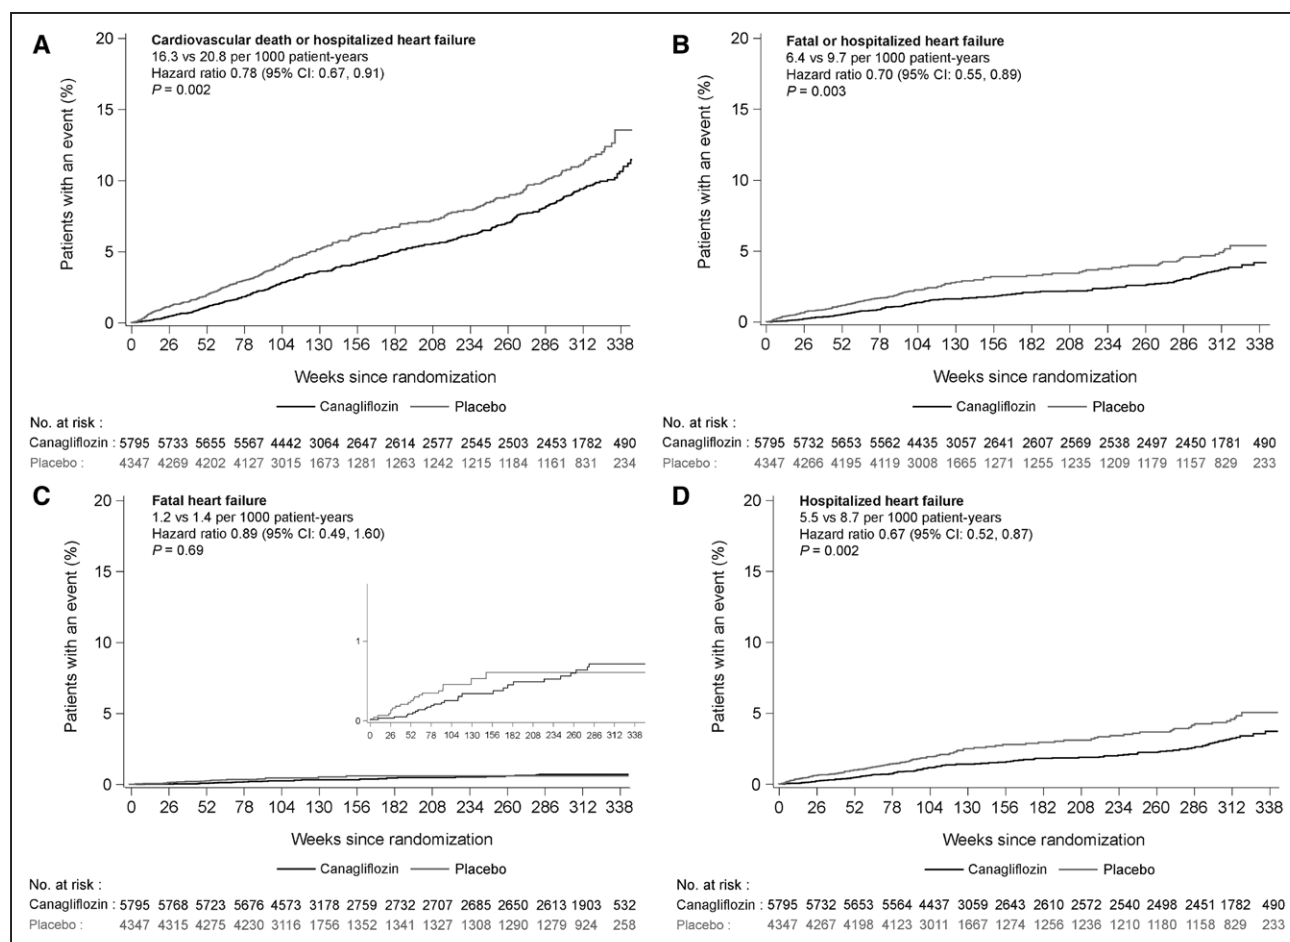 A
Cardiovascular death or hospitalized heart failure
16.3 vs 20.8 per 1000 patient-years
Hazard ratio 0.78 (95% CI: 0.67, 0.91)
P = 0.002
Patients with an event (%)
20
15
10
5
0
0 26 52 78 104 130 156 182 208 234 260 286 312 338
Weeks since randomization
Canagliflozin Placebo
No. at risk :
Canagliflozin : 5795 5733 5655 5567 4442 3064 2647 2614 2577 2545 2503 2453 1782 490
Placebo : 4347 4269 4202 4127 3015 1673 1281 1263 1242 1215 1184 1161 831 234
B
Fatal or hospitalized heart failure
6.4 vs 9.7 per 1000 patient-years
Hazard ratio 0.70 (95% CI: 0.55, 0.89)
P = 0.003
Patients with an event (%)
20
15
10
5
0
0 26 52 78 104 130 156 182 208 234 260 286 312 338
Weeks since randomization
Canagliflozin Placebo
No. at risk :
Canagliflozin : 5795 5732 5653 5562 4435 3057 2641 2607 2569 2538 2497 2450 1781 490
Placebo : 4347 4266 4195 4119 3008 1665 1271 1255 1235 1209 1179 1157 829 233
C
Fatal heart failure
1.2 vs 1.4 per 1000 patient-years
Hazard ratio 0.89 (95% CI: 0.49, 1.60)
P = 0.69
Patients with an event (%)
20
15
10
5
0
1
0
0 26 52 78 104 130 156 182 208 234 260 286 312 338
0 26 52 78 104 130 156 182 208 234 260 286 312 338
Weeks since randomization
Canagliflozin Placebo
No. at risk :
Canagliflozin : 5795 5768 5723 5676 4573 3178 2759 2732 2707 2685 2650 2613 1903 532
Placebo : 4347 4315 4275 4230 3116 1756 1352 1341 1327 1308 1290 1279 924 258
D
Hospitalized heart failure
5.5 vs 8.7 per 1000 patient-years
Hazard ratio 0.67 (95% CI: 0.52, 0.87)
P = 0.002
Patients with an event (%)
20
15
10
5
0
0 26 52 78 104 130 156 182 208 234 260 286 312 338
Weeks since randomization
Canagliflozin Placebo
No. at risk :
Canagliflozin : 5795 5732 5653 5564 4437 3059 2643 2610 2572 2540 2498 2451 1782 490
Placebo : 4347 4267 4198 4123 3011 1667 1274 1256 1236 1210 1180 1158 829 233